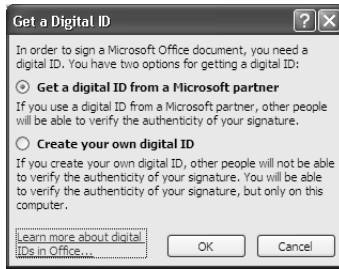 Get a Digital ID
In order to sign a Microsoft Office document, you need a
digital ID. You have two options for getting a digital ID:
Get a digital ID from a Microsoft partner
If you use a digital ID from a Microsoft partner, other people
will be able to verify the authenticity of your signature.
Create your own digital ID
If you create your own digital ID, other people will not be able
to verify the authenticity of your signature. You will be able
to verify the authenticity of your signature, but only on this
computer.
Learn more about digital
IDs in Office...
OK
Cancel